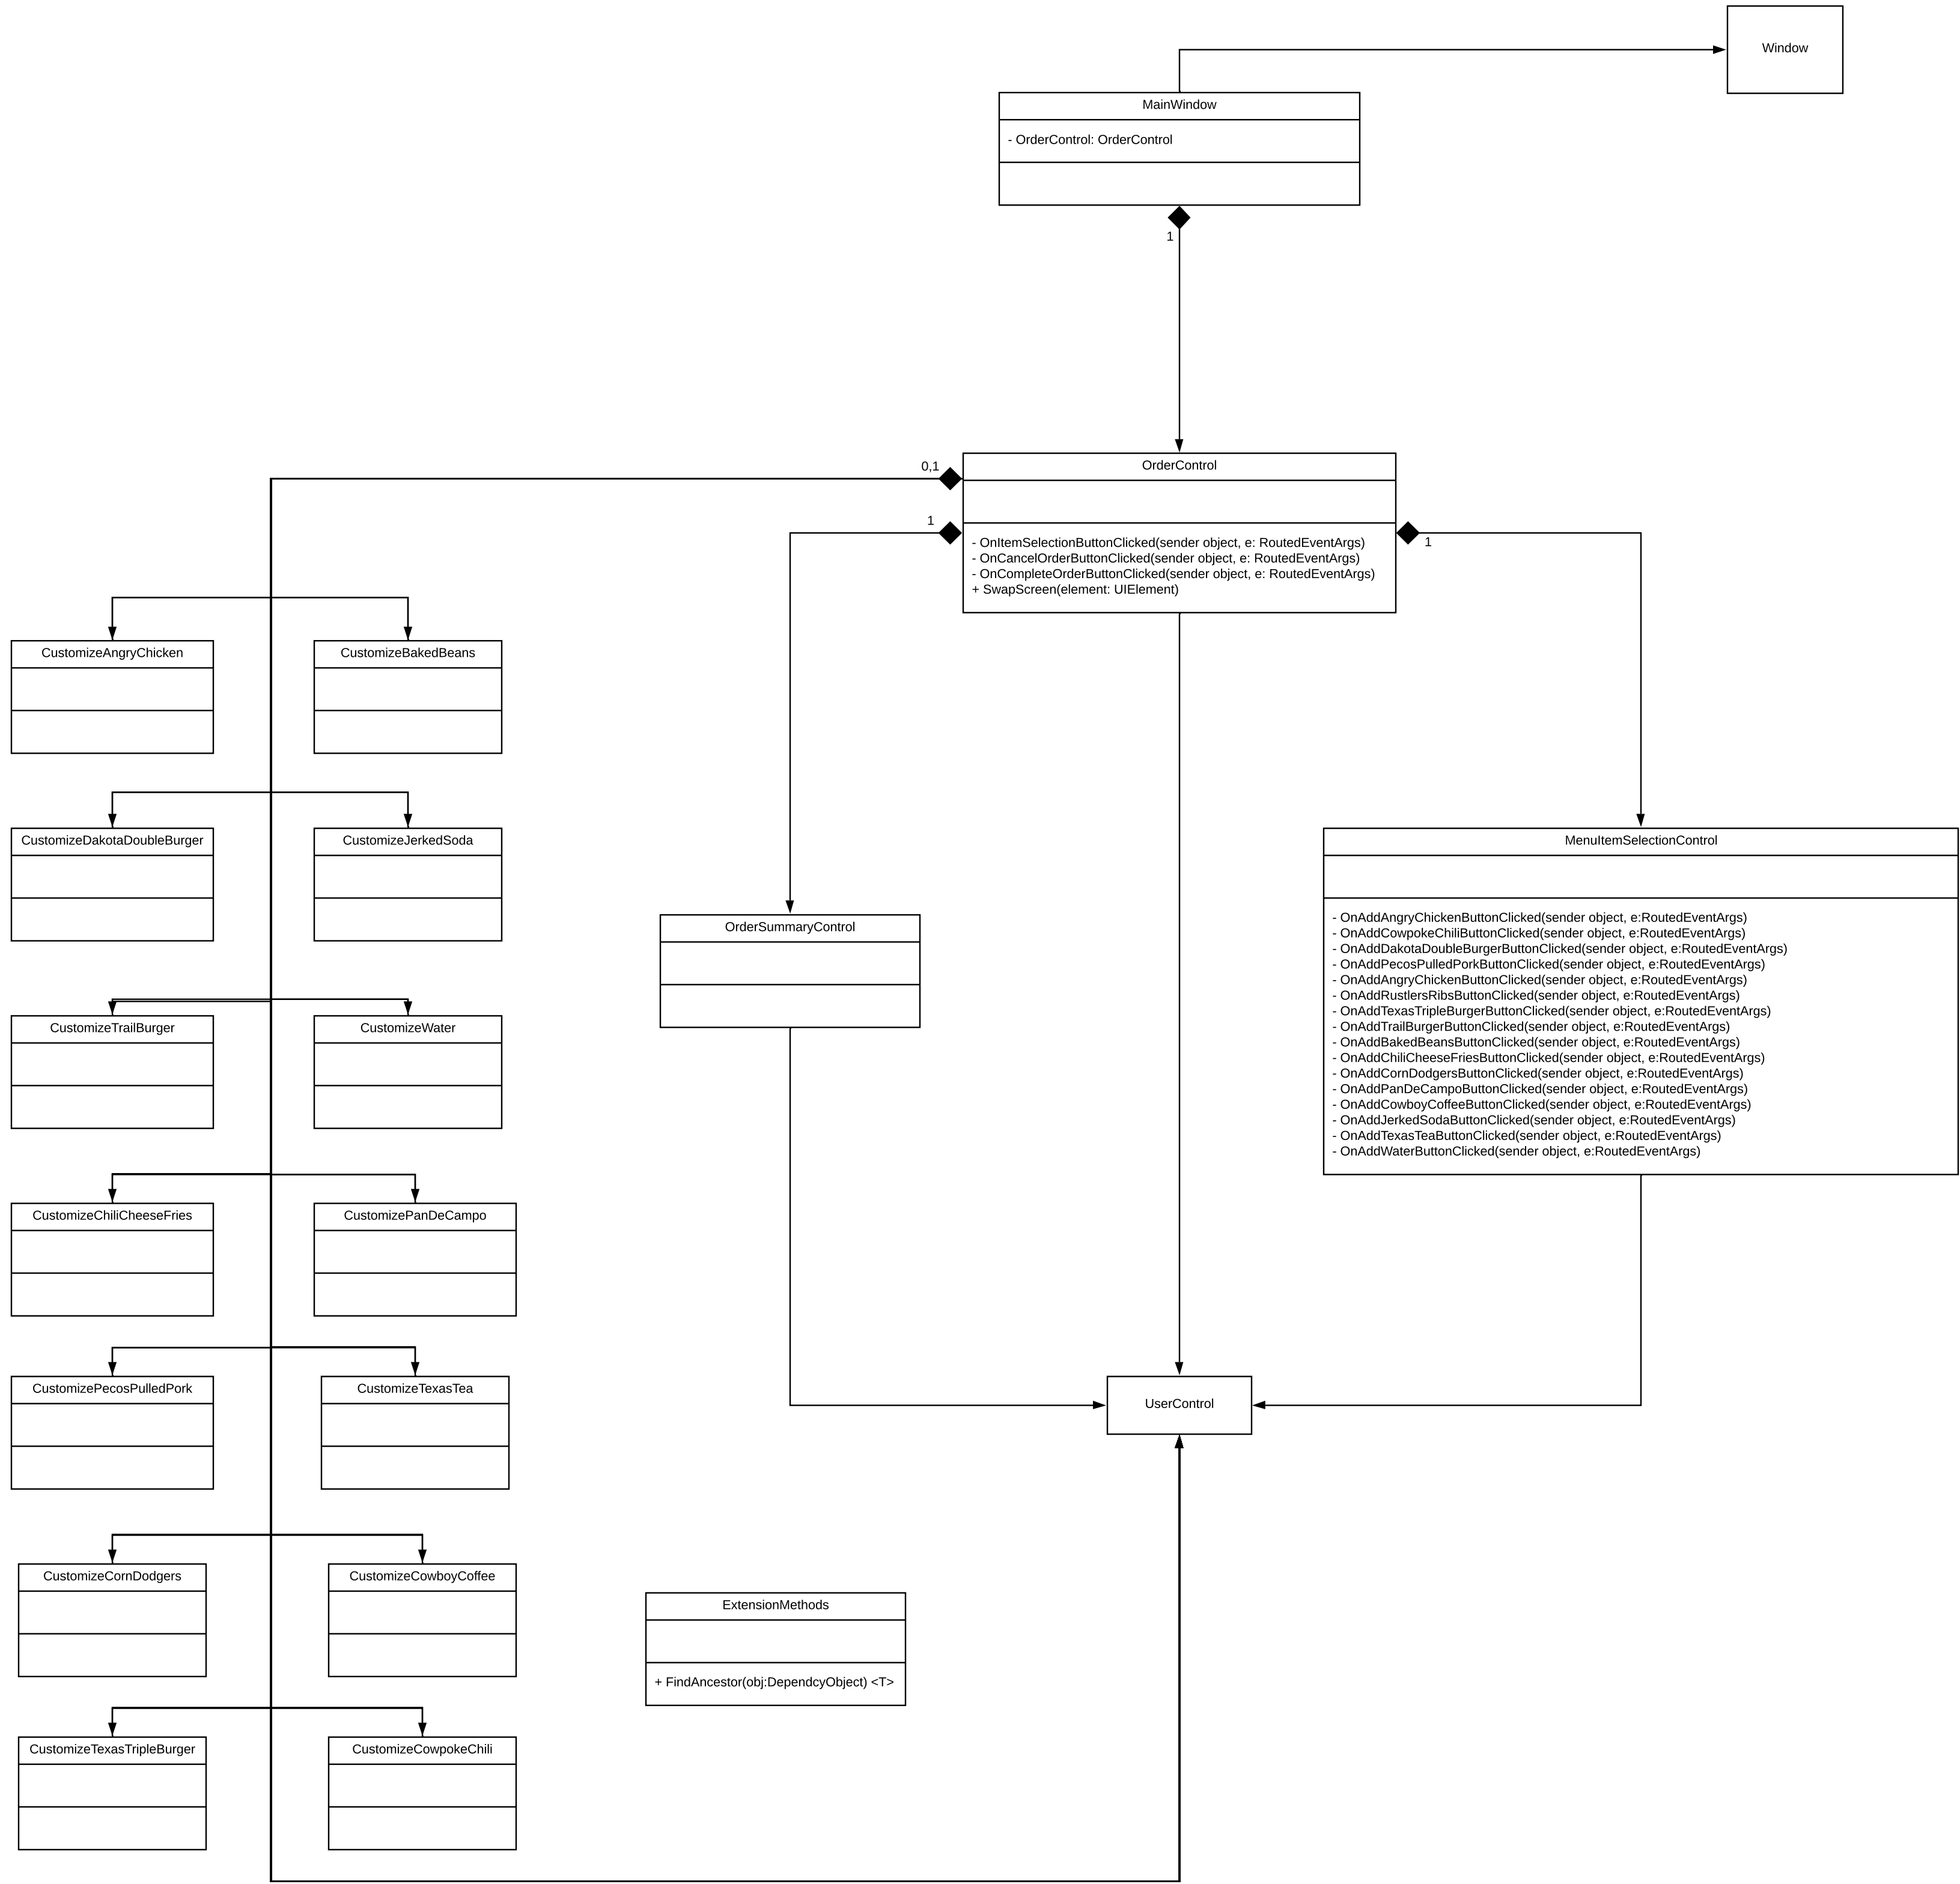 Window
MainWindow
- OrderControl: OrderControl
1
0,1
OrderControl
1
- OnItemSelectionButtonClicked(sender object, e: RoutedEventArgs)
- OnCancelOrderButtonClicked(sender object, e: RoutedEventArgs)
- OnCompleteOrderButtonClicked(sender object, e: RoutedEventArgs)
+ SwapScreen(element: UIElement)
1
CustomizeAngryChicken
CustomizeBakedBeans
CustomizeDakotaDoubleBurger
CustomizeJerkedSoda
MenuItemSelectionControl
- OnAddAngryChickenButtonClicked(sender object, e:RoutedEventArgs)
- OnAddCowpokeChiliButtonClicked(sender object, e:RoutedEventArgs)
- OnAddDakotaDoubleBurgerButtonClicked(sender object, e:RoutedEventArgs)
- OnAddPecosPulledPorkButtonClicked(sender object, e:RoutedEventArgs)
- OnAddAngryChickenButtonClicked(sender object, e:RoutedEventArgs)
- OnAddRustlersRibsButtonClicked(sender object, e:RoutedEventArgs)
- OnAddTexasTripleBurgerButtonClicked(sender object, e:RoutedEventArgs)
- OnAddTrailBurgerButtonClicked(sender object, e:RoutedEventArgs)
- OnAddBakedBeansButtonClicked(sender object, e:RoutedEventArgs)
- OnAddChiliCheeseFriesButtonClicked(sender object, e:RoutedEventArgs)
- OnAddCornDodgersButtonClicked(sender object, e:RoutedEventArgs)
- OnAddPanDeCampoButtonClicked(sender object, e:RoutedEventArgs)
- OnAddCowboyCoffeeButtonClicked(sender object, e:RoutedEventArgs)
- OnAddJerkedSodaButtonClicked(sender object, e:RoutedEventArgs)
- OnAddTexasTeaButtonClicked(sender object, e:RoutedEventArgs)
- OnAddWaterButtonClicked(sender object, e:RoutedEventArgs)
OrderSummaryControl
CustomizeTrailBurger
CustomizeWater
CustomizeChiliCheeseFries
CustomizePanDeCampo
CustomizePecosPulledPork
CustomizeTexasTea
UserControl
CustomizeCornDodgers
CustomizeCowboyCoffee
ExtensionMethods
+ FindAncestor(obj:DependcyObject) <T>
CustomizeTexasTripleBurger
CustomizeCowpokeChili